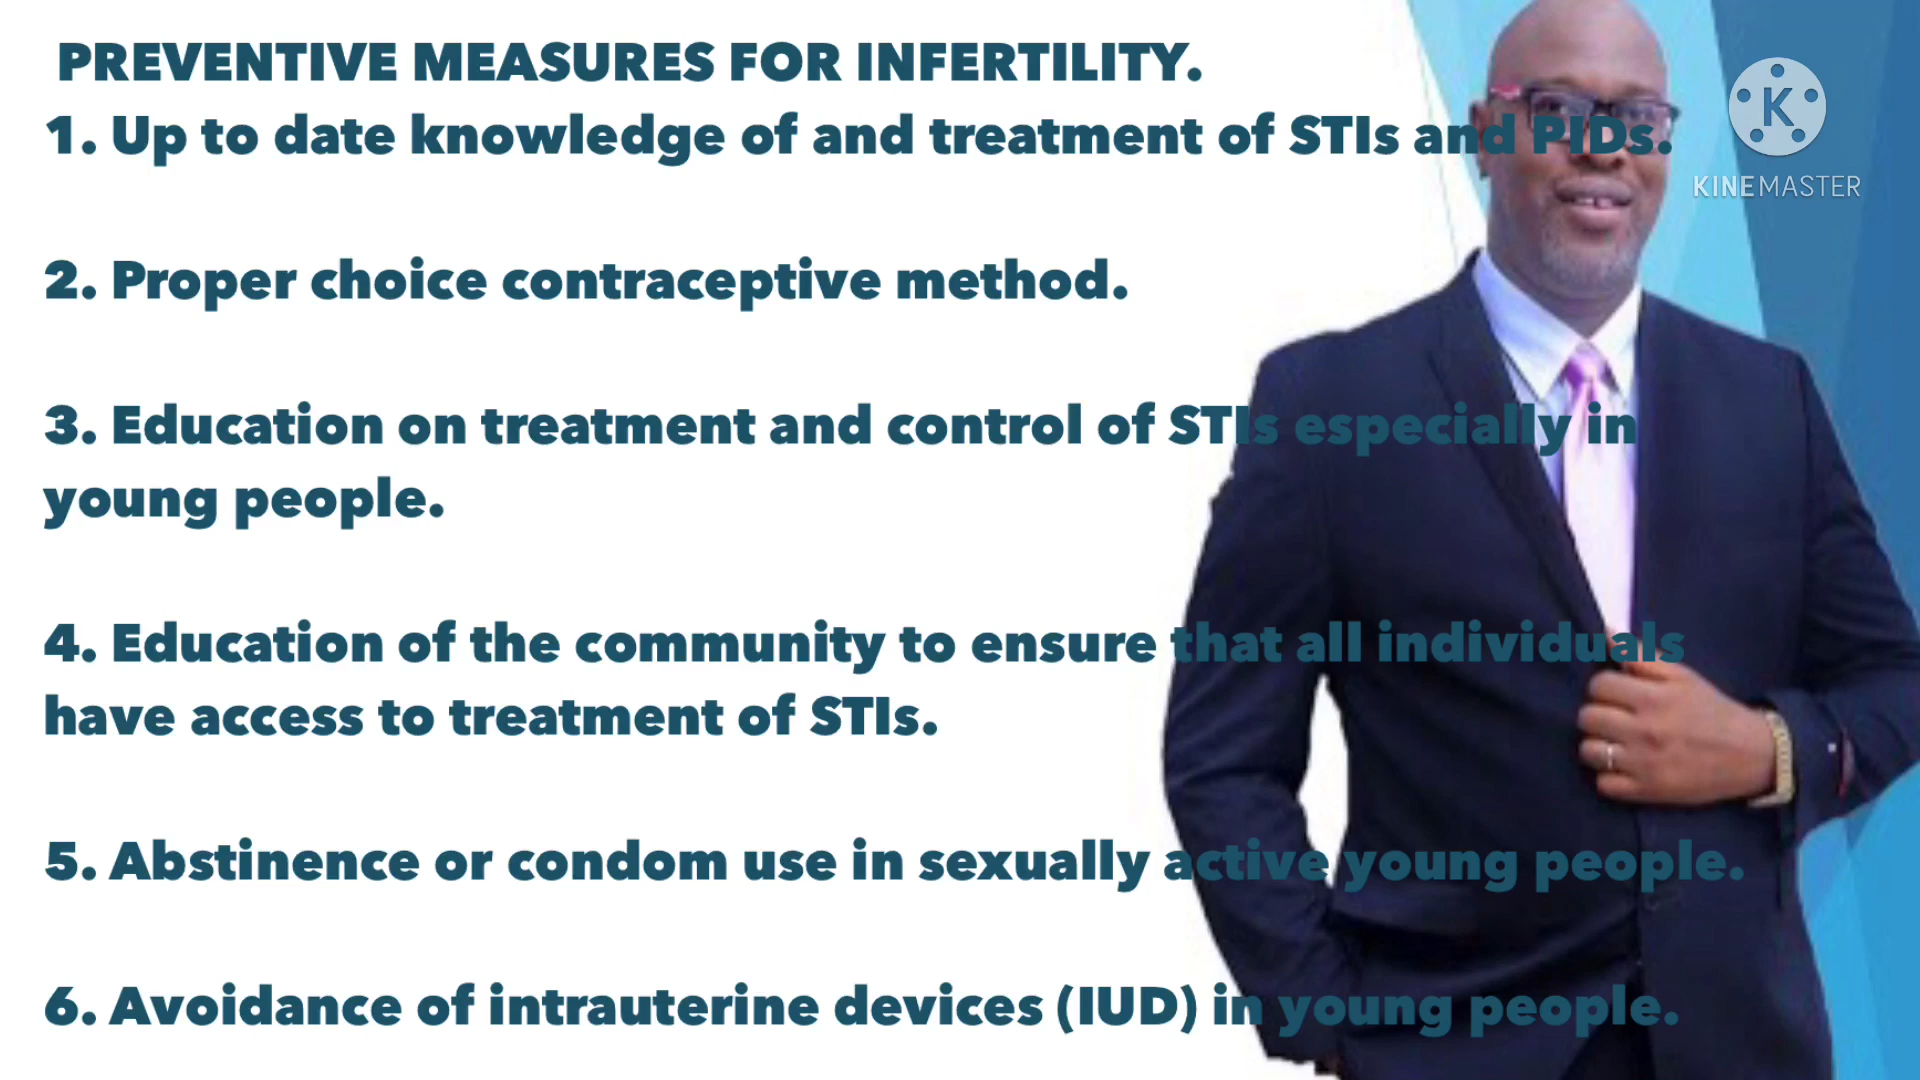 PREVENTIVE MEASURES FOR INFERTILITY.
1. Up to date knowledge of and treatment of STIs and PIDs.
K
KINEMASTER
2. Proper choice contraceptive method.
3. Education on treatment and control of STIs especially in
young people.
4. Education of the community to ensure that all individuals
have access to treatment of STIs.
5. Abstinence or condom use in sexually active young people.
6. Avoidance of intrauterine devices (IUD) in young people.